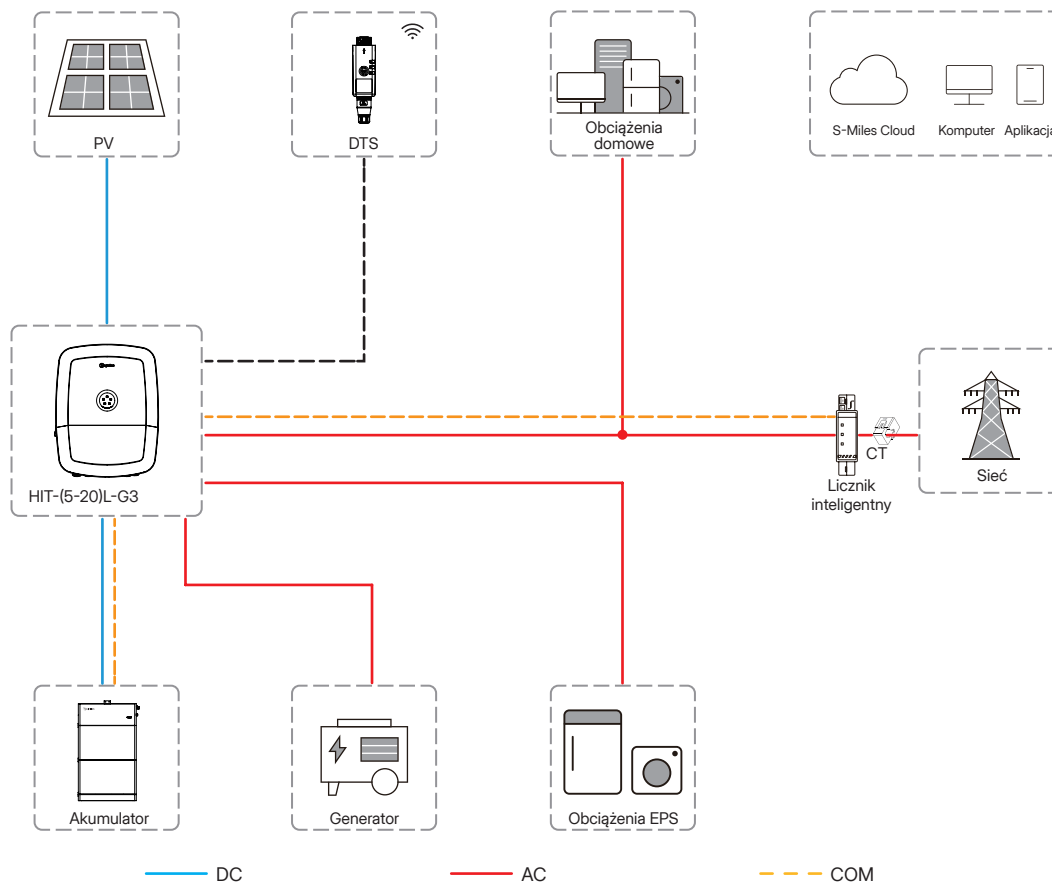 PV
DTS
Obciążenia
domowe
S-Miles Cloud
Komputer
Aplikacja
HIT-(5-20)L-G3
CT
Licznik
inteligentny
Sieć
Akumulator
Generator
Obciążenia EPS
DC
AC
COM